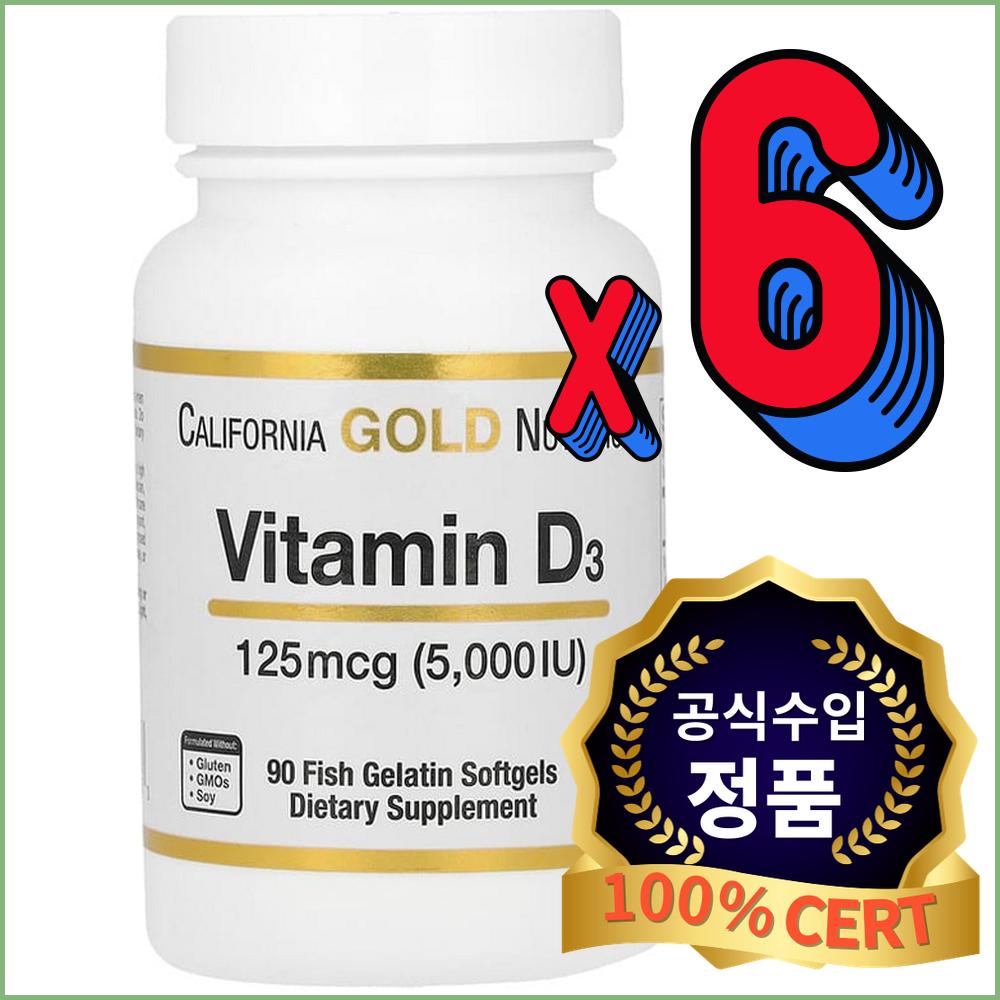 x6
CALIFORNIA GOLD
Vitamin D3
125mcg (5,000IU)
Formulated Without:
• Gluten
• GMOs
• Soy
90 Fish Gelatin Softgels
Dietary Supplement
공식수입
정품
100% CERT